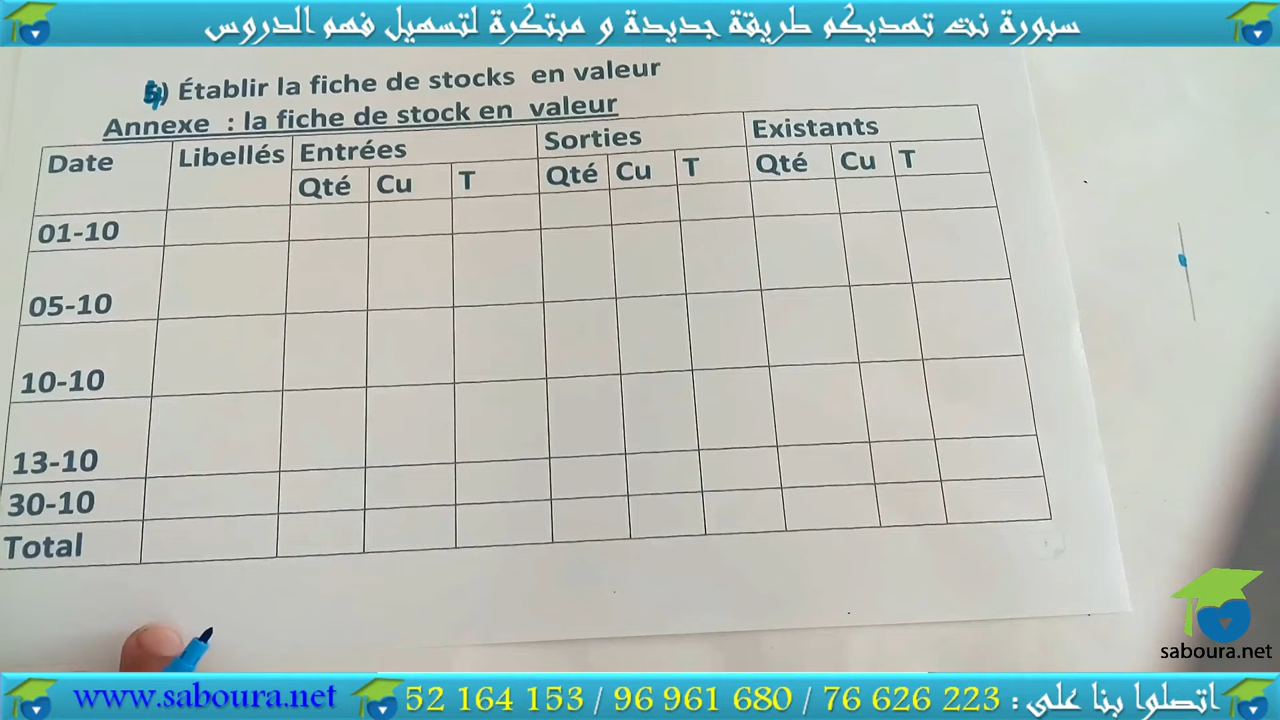 سبورة نت تهديكم طريقة جديدة و مبتكرة لتسهيل فهم الدروس
4) Établir la fiche de stocks en valeur
Annexe : la fiche de stock en valeur
Date Libellés Entrées Sorties Existants
Qté Cu T Qté Cu T Qté Cu T
01-10
05-10
10-10
13-10
30-10
Total
saboura.net
www.saboura.net 52 164 153 / 96 961 680 / 76 626 223 : اتصلوا بنا على